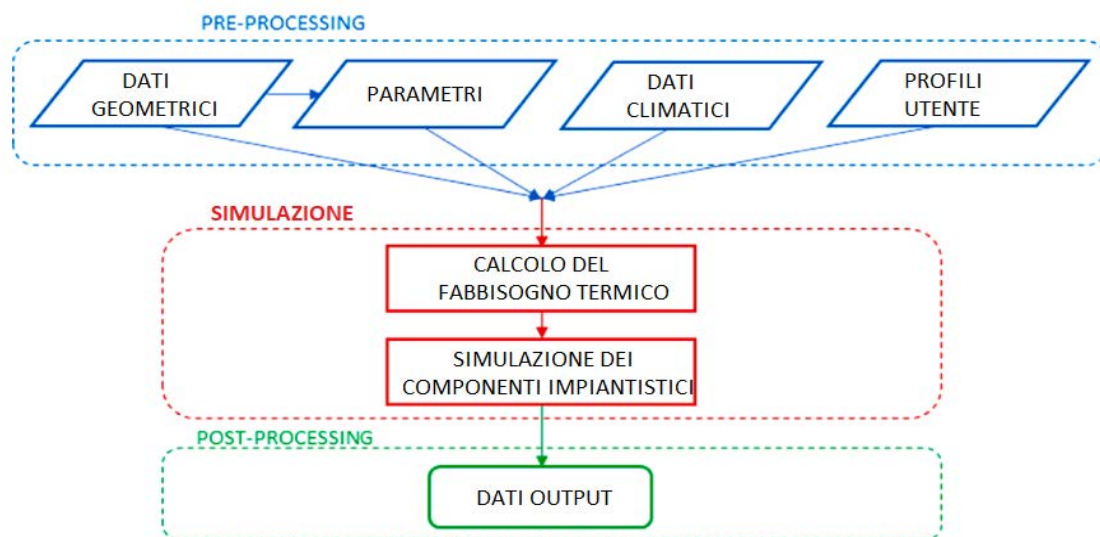 PRE-PROCESSING
DATI
GEOMETRICI
PARAMETRI
DATI
CLIMATICI
PROFILI
UTENTE
SIMULAZIONE
CALCOLO DEL
FABBISOGNO TERMICO
SIMULAZIONE DEI
COMPONENTI IMPIANTISTICI
POST-PROCESSING
DATI OUTPUT